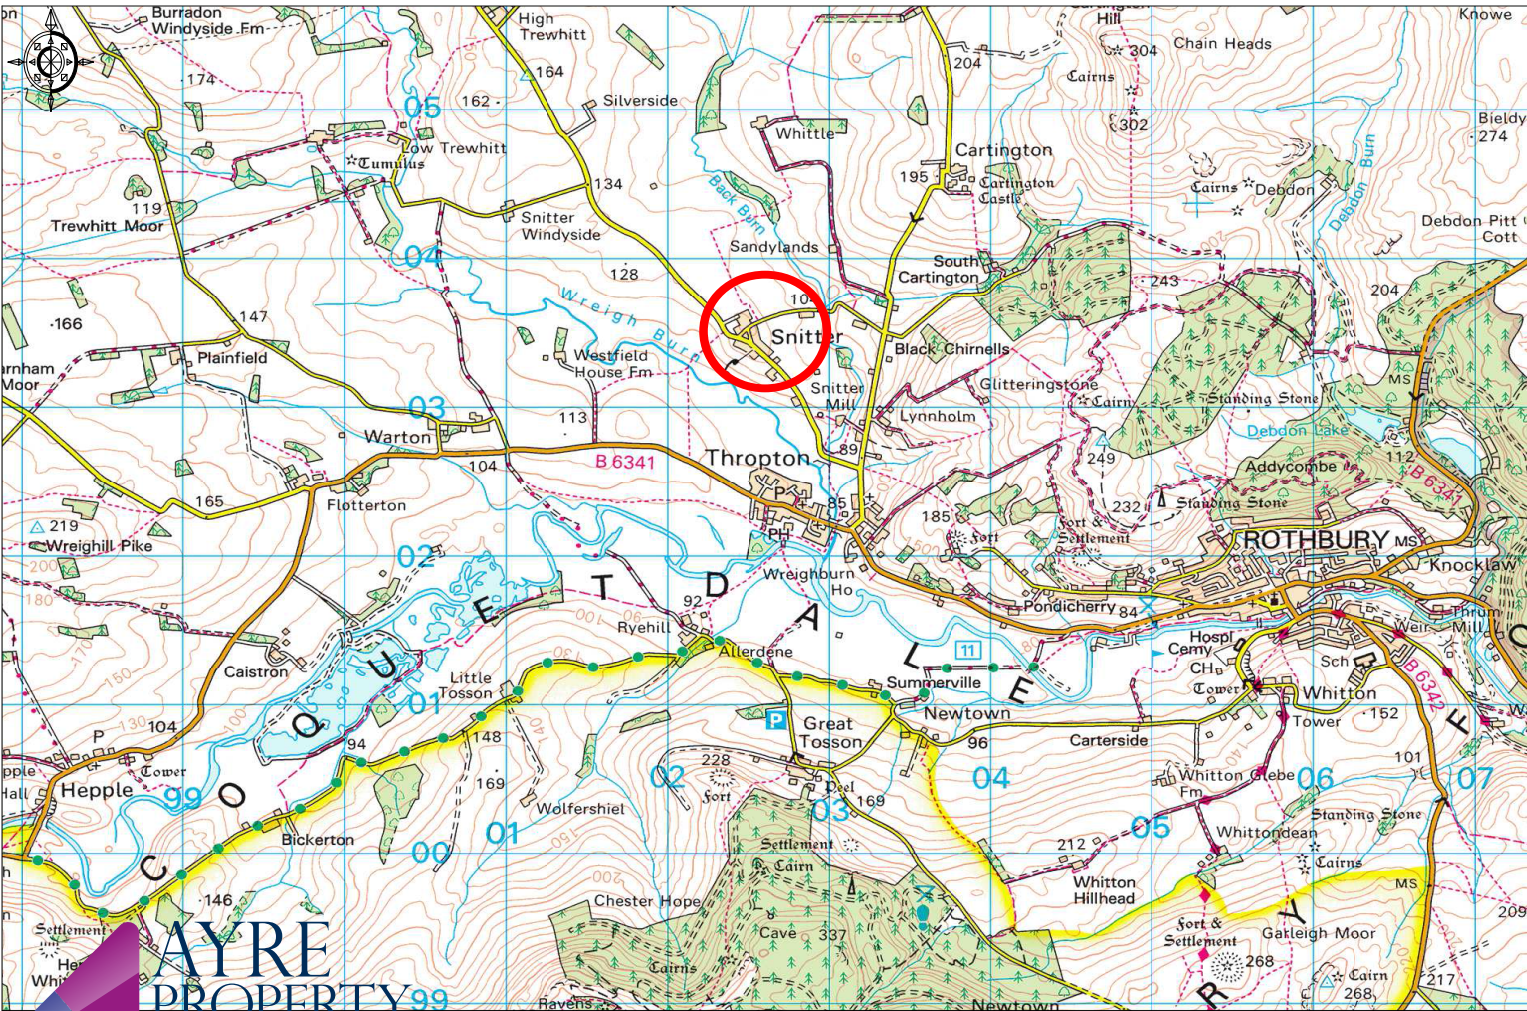 Burradon
Windyside Fm
High
Trewhitt
Hill
Knowe
304
Chain Heads
204
164
174
Cairns
162
Silverside
05
302
Bieldy
274
Whittle
Low Trewhitt
Tumulus
Cartington
195
Cartington
Castle
134
Cairns
Debdon
Debdon Burn
Back Burn
119
Trewhitt Moor
Snitter
Windyside
Debdon Pitt
Cott
Sandylands
04
South
Cartington
128
243
204
Wreigh Burn
166
147
Snitter
Plainfield
Westfield
House Fm
Black Chirnells
Moor
Snitter
Mill
Glitteringstone
MS
Cairn
Standing Stone
03
113
Lynnholm
Debdon Lake
Warton
89
B 6341
Thropton
104
249
112
Addycombe
B 6341
P
165
Flotterton
85
185
232
Standing Stone
219
Fort
Fort &
Settlement
Wreighill Pike
PH
ROTHBURY
MS
02
200
Wreighburn
Ho
Knocklaw
180
Pondicherry
84
92
Ryehill
Thrum
Mill
Weir
Hospl
Cemy
Allerdene
11
Caistron
CH
Sch
B 6342
Little
Tosson
Summerville
Tower
Whitton
01
Newtown
Tower
152
104
P
Great
Tosson
148
94
96
Carterside
101
P
Tower
228
02
04
06
07
Hall
Hepple
99
169
Fort
Peel
Whitton Glebe
Fm
03
169
Wolfershiel
01
05
Standing Stone
Bickerton
00
Settlement
Whittondean
212
Cairns
Cairn
Whitton
Hillhead
MS
146
Chester Hope
209
Settlement
Cave
337
Fort &
Settlement
Garleigh Moor
268
Cairns
Cairn
268
217
COQUETDALE
AYRE
PROPERTY
99
Newtown